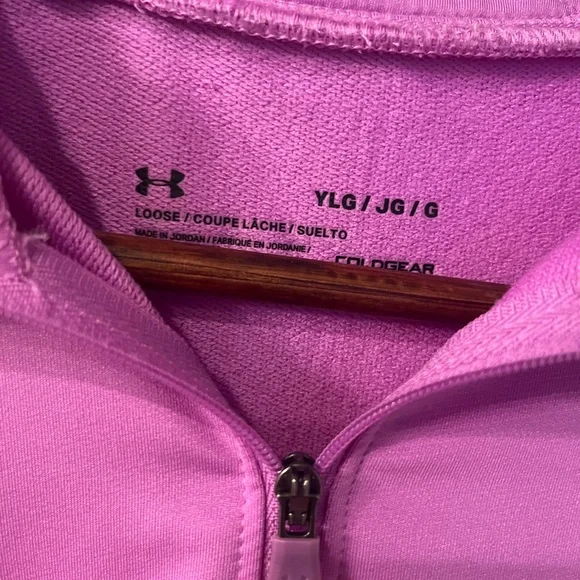 YLG / JG / G
LOOSE / COUPE LÂCHE / SUELTO
MADE IN JORDAN / FABRIQUÉ EN JORDANIE /
COLDGEAR